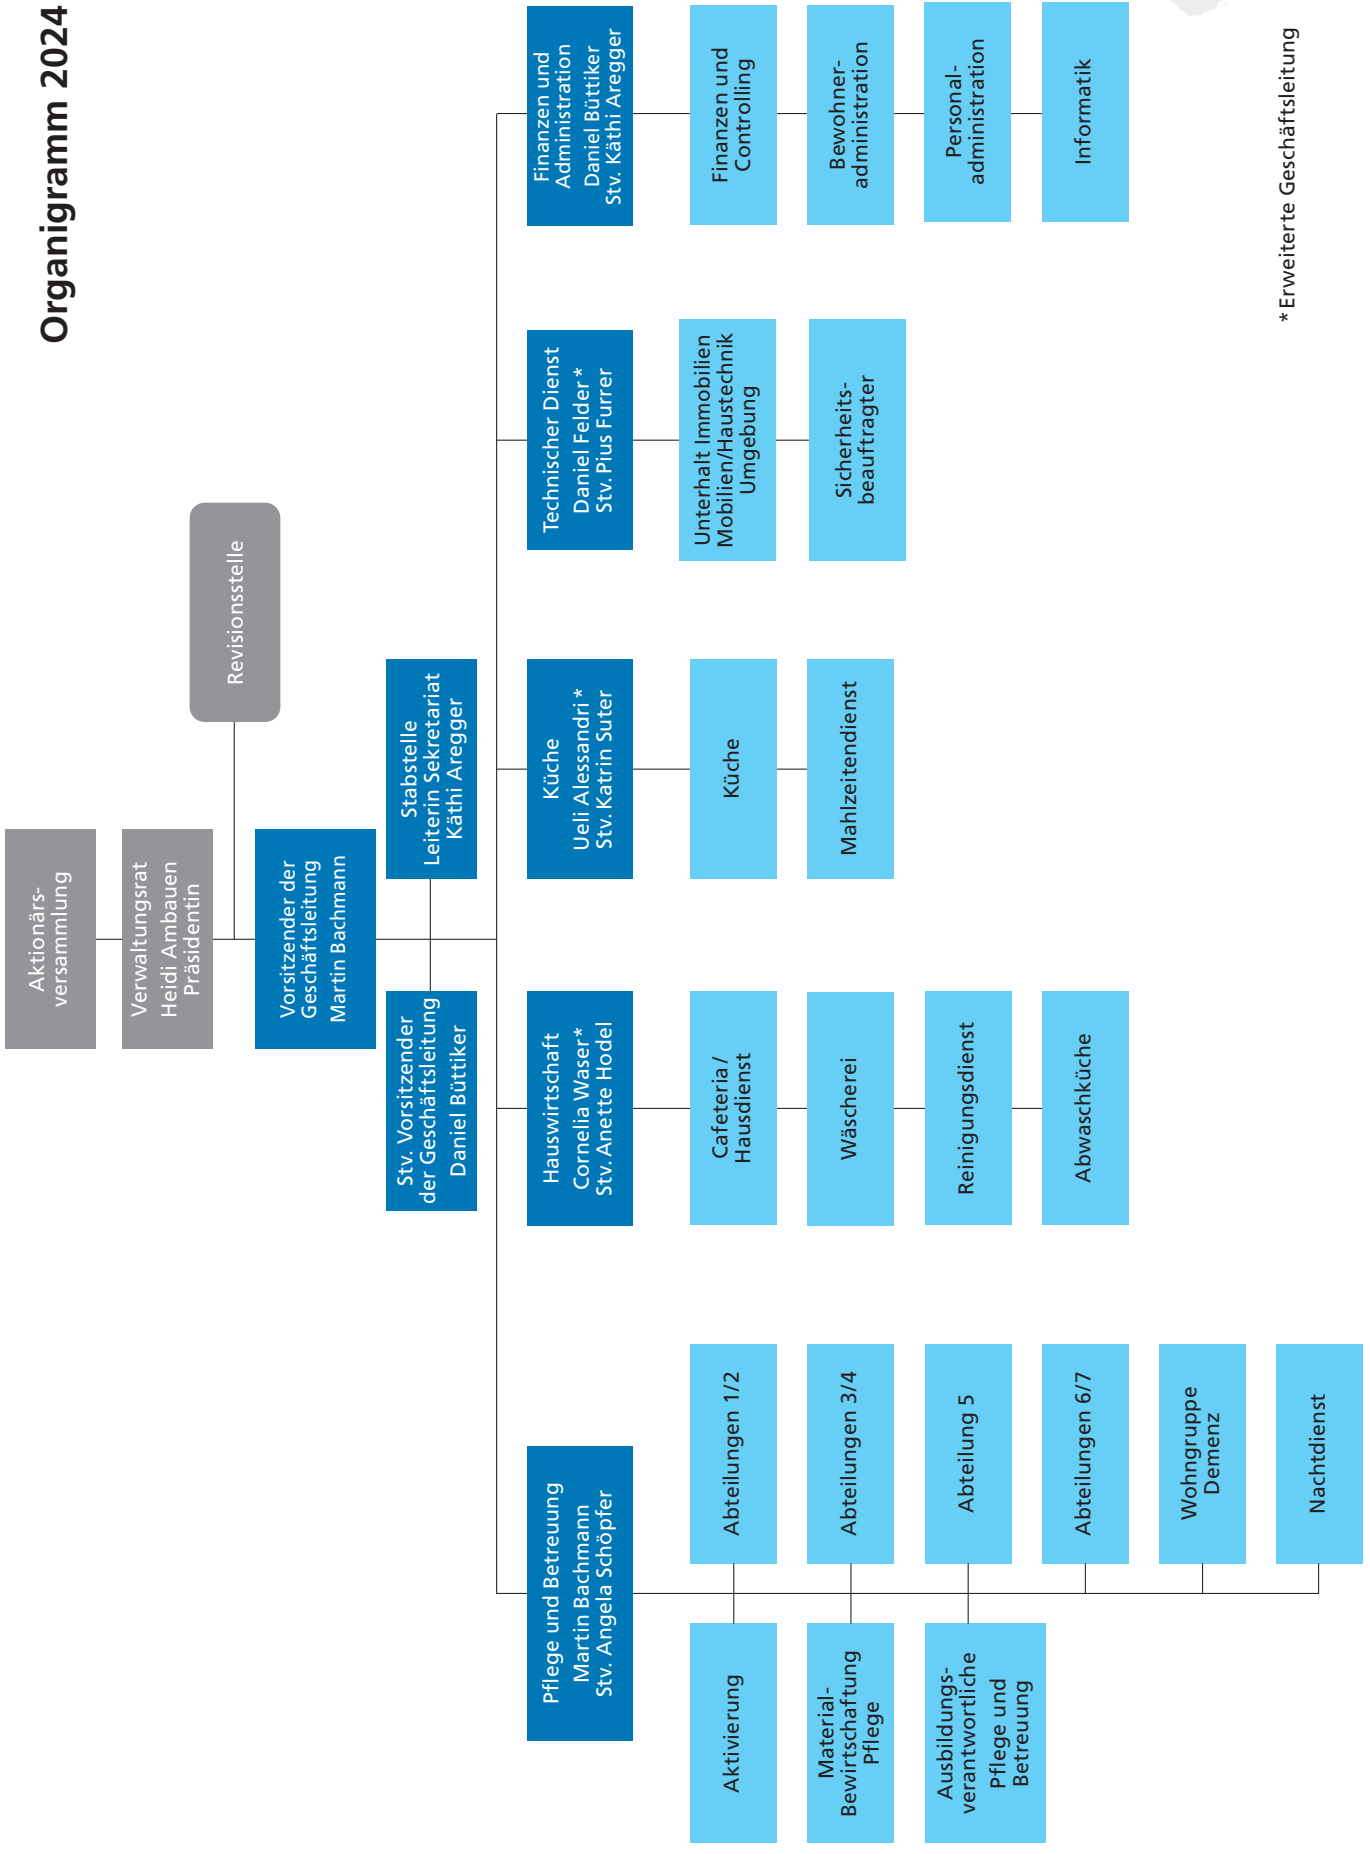 Organigramm 2024
Aktionärs-
versammlung
Verwaltungsrat
Heidi Ambauen
Präsidentin
Revisionsstelle
Vorsitzender der
Geschäftsleitung
Martin Bachmann
Stv. Vorsitzender
der Geschäftsleitung
Daniel Büttiker
Stabstelle
Leiterin Sekretariat
Käthi Aregger
Pflege und Betreuung
Martin Bachmann
Stv. Angela Schöpfer
Aktivierung
Material-
Bewirtschaftung
Pflege
Ausbildungs-
verantwortliche
Pflege und
Betreuung
Abteilungen 1/2
Abteilungen 3/4
Abteilung 5
Abteilungen 6/7
Wohngruppe
Demenz
Nachtdienst
Hauswirtschaft
Cornelia Waser*
Stv. Anette Hodel
Cafeteria /
Hausdienst
Wäscherei
Reinigungsdienst
Abwaschküche
Küche
Ueli Alessandri*
Stv. Katrin Suter
Küche
Mahlzeitendienst
Technischer Dienst
Daniel Felder*
Stv. Pius Furrer
Unterhalt Immobilien
Mobilien/Haustechnik
Umgebung
Sicherheits-
beauftragter
Finanzen und
Administration
Daniel Büttiker
Stv. Käthi Aregger
Finanzen und
Controlling
Bewohner-
administration
Personal-
administration
Informatik
* Erweiterte Geschäftsleitung